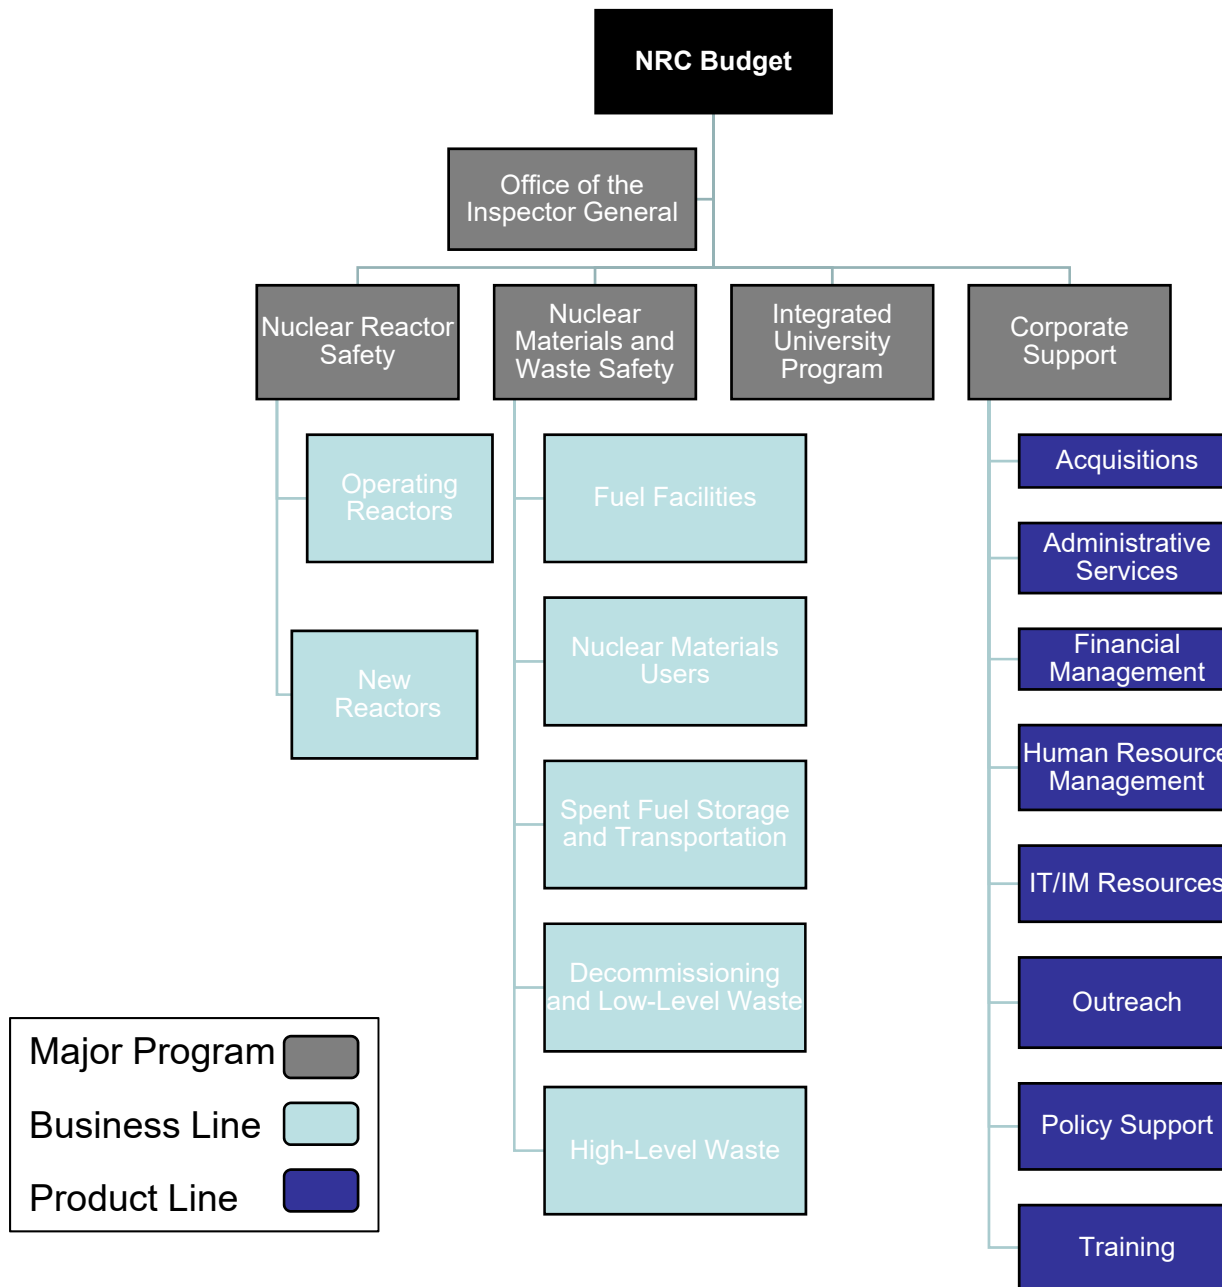 NRC Budget
Office of the
Inspector General
Nuclear Reactor
Safety
Nuclear
Materials and
Waste Safety
Integrated
University
Program
Corporate
Support
Operating
Reactors
New
Reactors
Fuel Facilities
Nuclear Materials
Users
Spent Fuel Storage
and Transportation
Decommissioning
and Low-Level Waste
High-Level Waste
Acquisitions
Administrative
Services
Financial
Management
Human Resource
Management
IT/IM Resources
Outreach
Policy Support
Training
Major Program
Business Line
Product Line